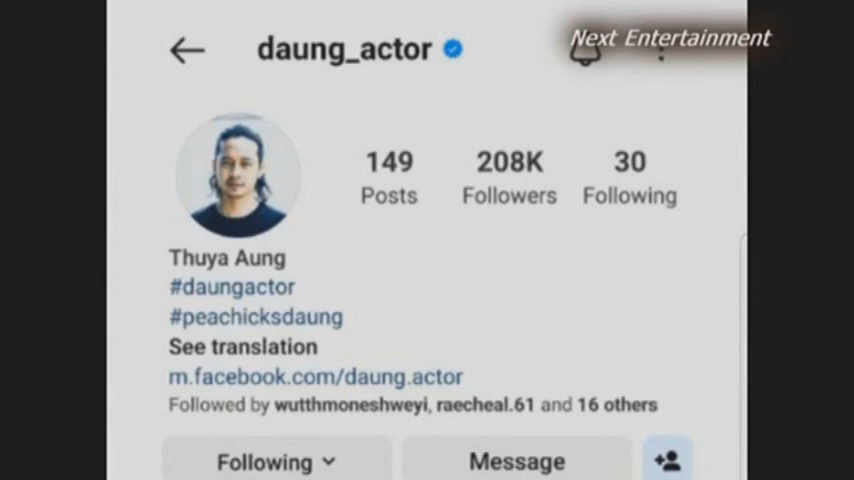 daung_actor
Next Entertainment
149 208K 30
Posts Followers Following
Thuya Aung
#daungactor
#peachicksdaung
See translation
m.facebook.com/daung.actor
Followed by wutthmoneshweyi, raecheal.61 and 16 others
Following Message